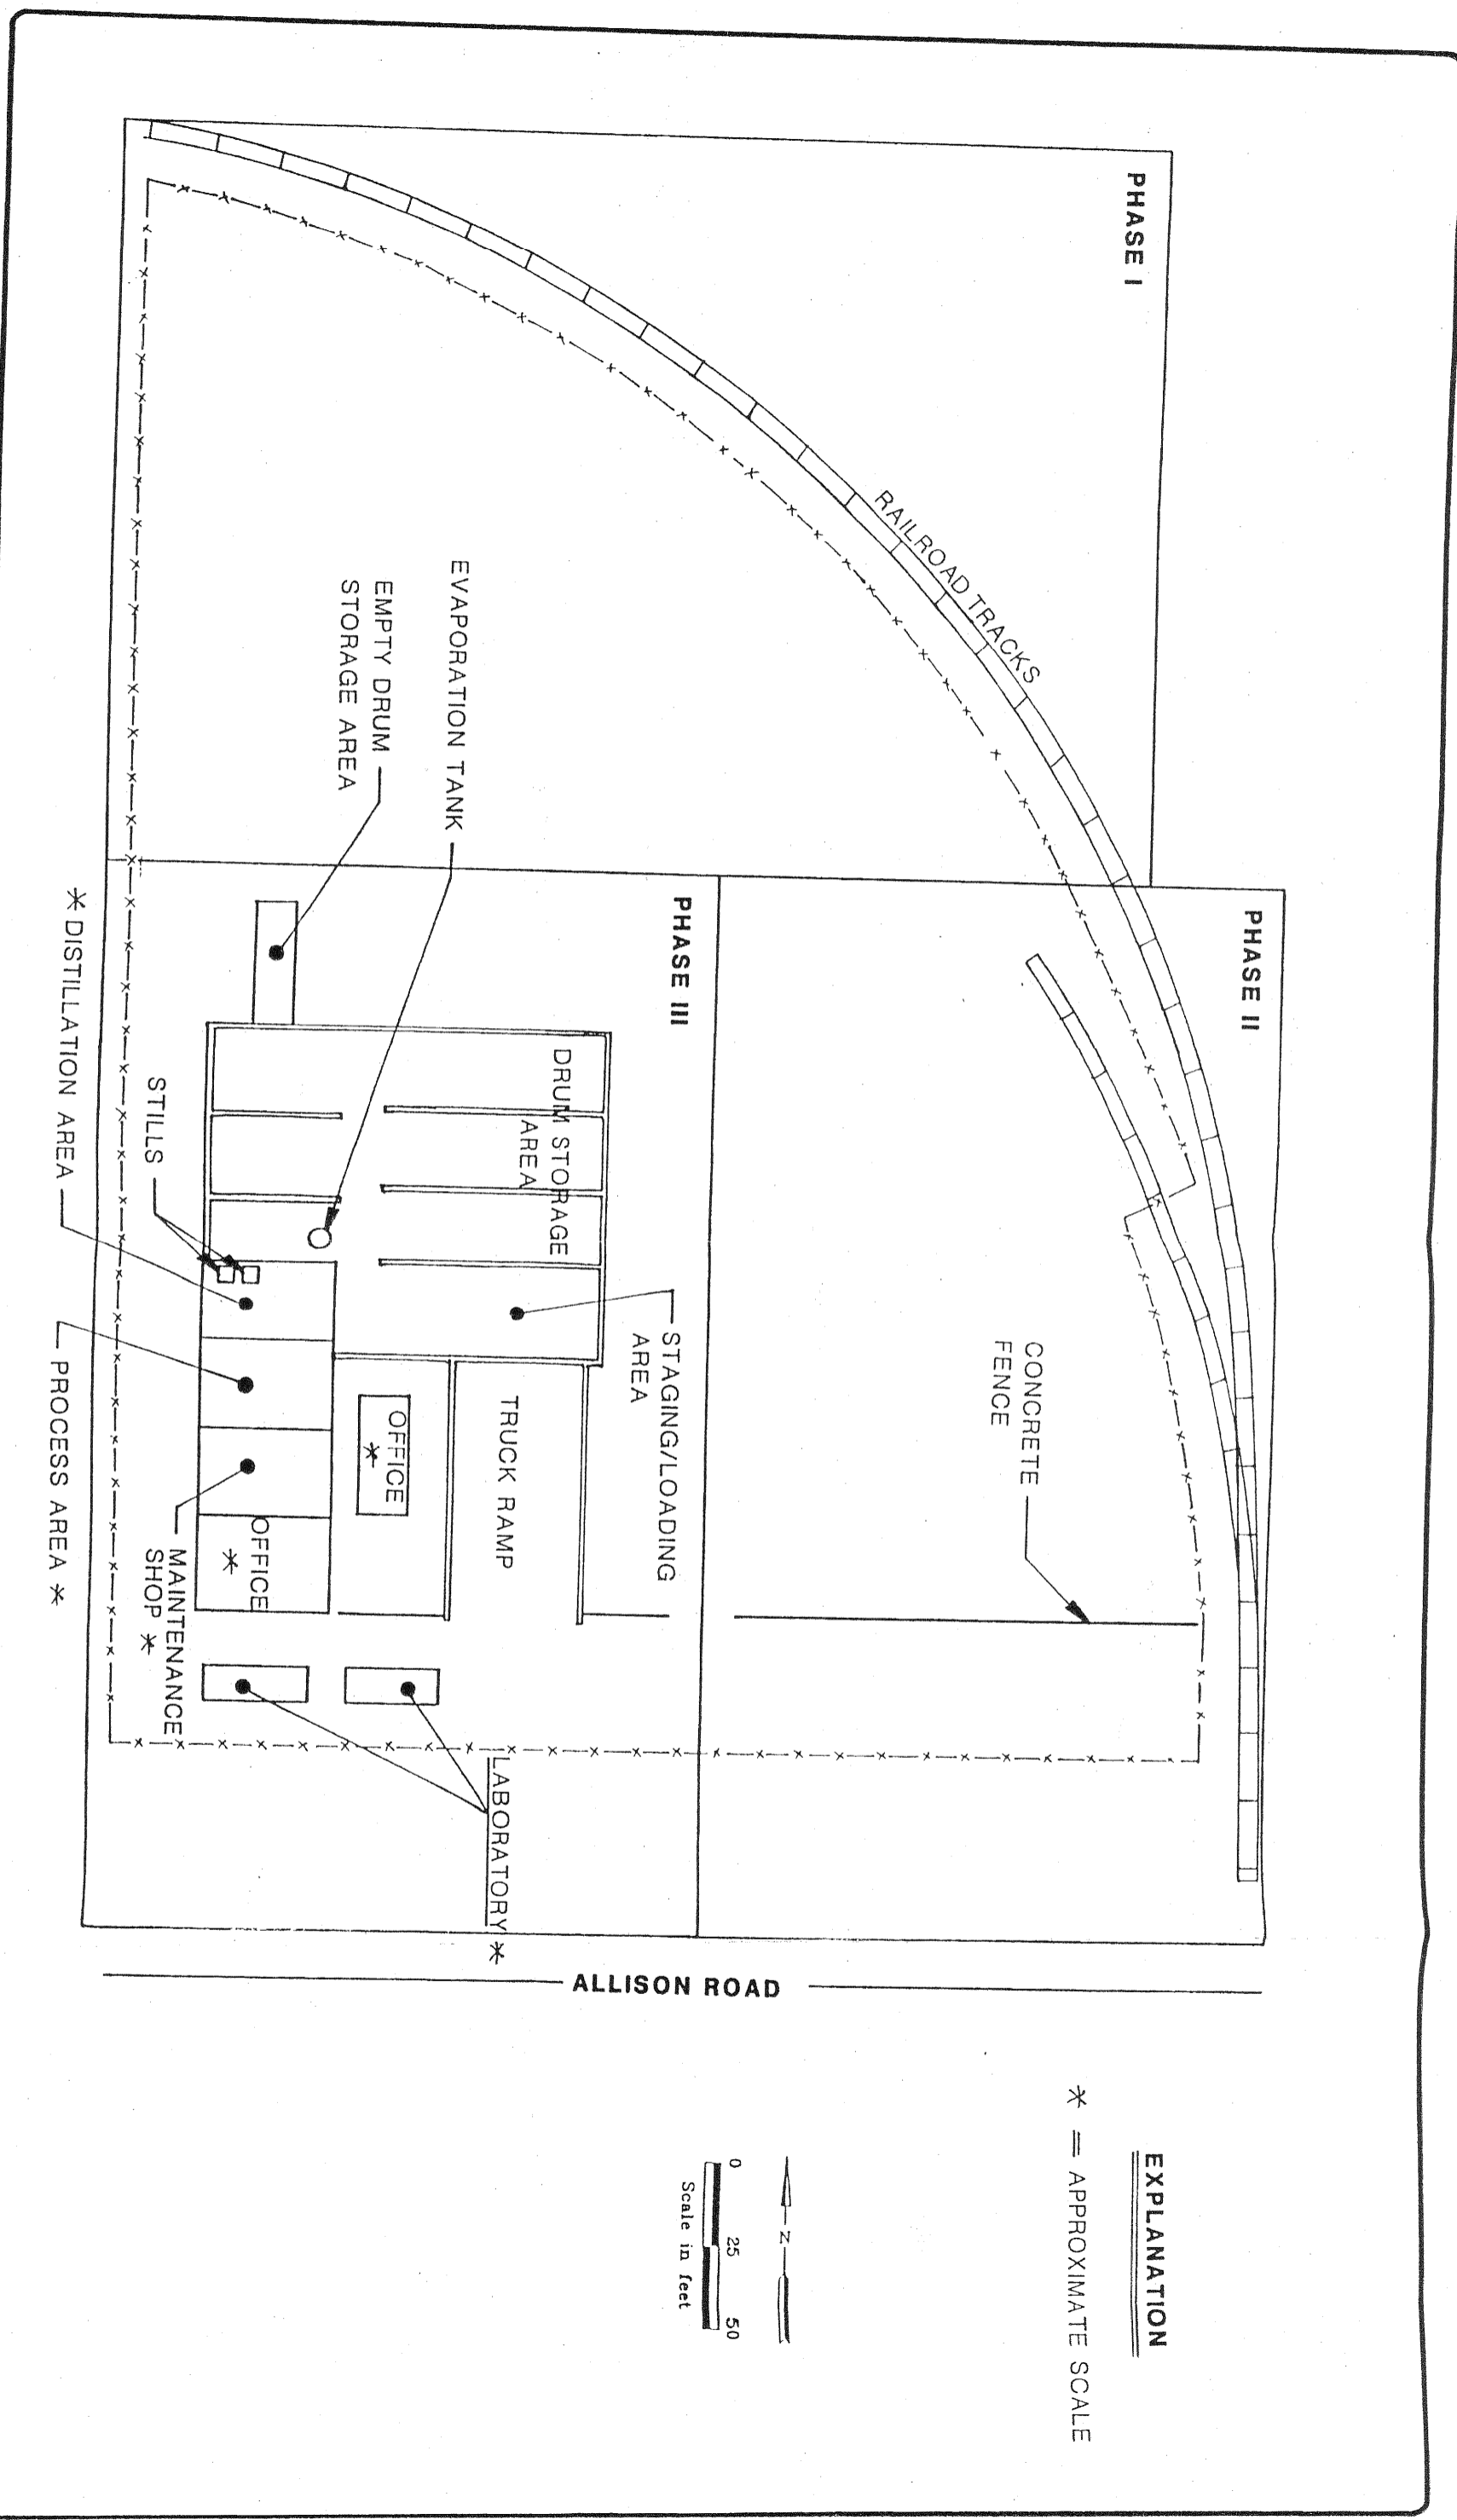 PHASE I
RAILROAD TRACKS
EVAPORATION TANK
EMPTY DRUM
STORAGE AREA
PHASE II
PHASE III
CONCRETE
FENCE
DRUM STORAGE
AREA
STAGING/LOADING
AREA
TRUCK RAMP
OFFICE
*
OFFICE
*
STILLS
* DISTILLATION AREA
PROCESS AREA *
MAINTENANCE
SHOP *
LABORATORY *
ALLISON ROAD
EXPLANATION
* = APPROXIMATE SCALE
N
0 25 50
Scale in feet